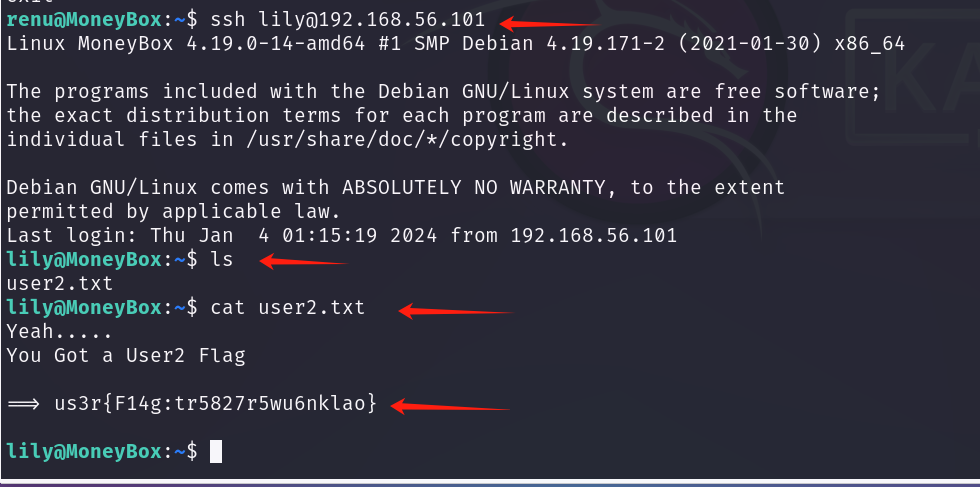 exit
renu@MoneyBox:~$ ssh lily@192.168.56.101
Linux MoneyBox 4.19.0-14-amd64 #1 SMP Debian 4.19.171-2 (2021-01-30) x86_64
The programs included with the Debian GNU/Linux system are free software;
the exact distribution terms for each program are described in the
individual files in /usr/share/doc/*/copyright.
Debian GNU/Linux comes with ABSOLUTELY NO WARRANTY, to the extent
permitted by applicable law.
Last login: Thu Jan  4 01:15:19 2024 from 192.168.56.101
lily@MoneyBox:~$ ls
user2.txt
lily@MoneyBox:~$ cat user2.txt
Yeah.....
You Got a User2 Flag
==> us3r{F14g:tr5827r5wu6nklao}
lily@MoneyBox:~$
KA